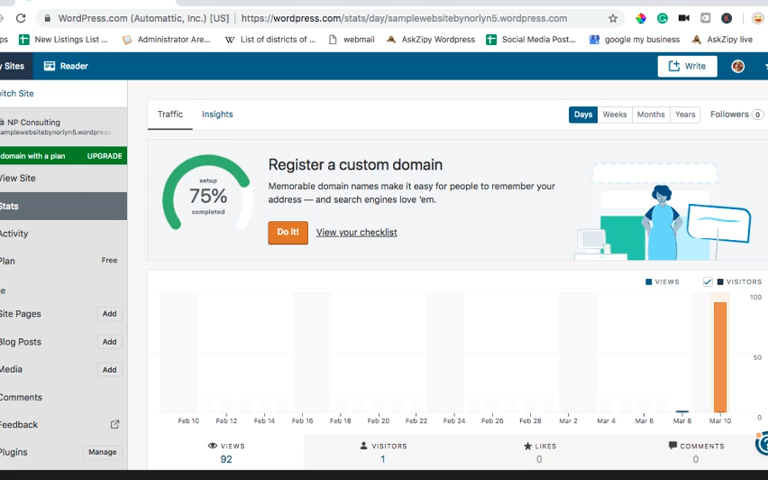 WordPress.com (Automattic, Inc.) [US] | https://wordpress.com/stats/day/samplewebsitebynorlyn5.wordpress.com
ps New Listings List ... Administrator Are... List of districts of ... webmail AskZipy Wordpress Social Media Post... google my business AskZipy live
y Sites Reader Write
vitch Site
NP Consulting
samplewebsitebynorlyn5.wordpress
domain with a plan UPGRADE
View Site
Stats
Activity
Plan Free
ge
Site Pages Add
Blog Posts Add
Media Add
Comments
Feedback
Plugins Manage
Traffic Insights Days Weeks Months Years Followers 0
setup
75%
completed
Register a custom domain
Memorable domain names make it easy for people to remember your
address — and search engines love 'em.
Do it! View your checklist
VIEWS VISITORS
100
50
0
Feb 10 Feb 12 Feb 14 Feb 16 Feb 18 Feb 20 Feb 22 Feb 24 Feb 26 Feb 28 Mar 2 Mar 4 Mar 6 Mar 8 Mar 10
VIEWS VISITORS LIKES COMMENTS
92 1 0 0